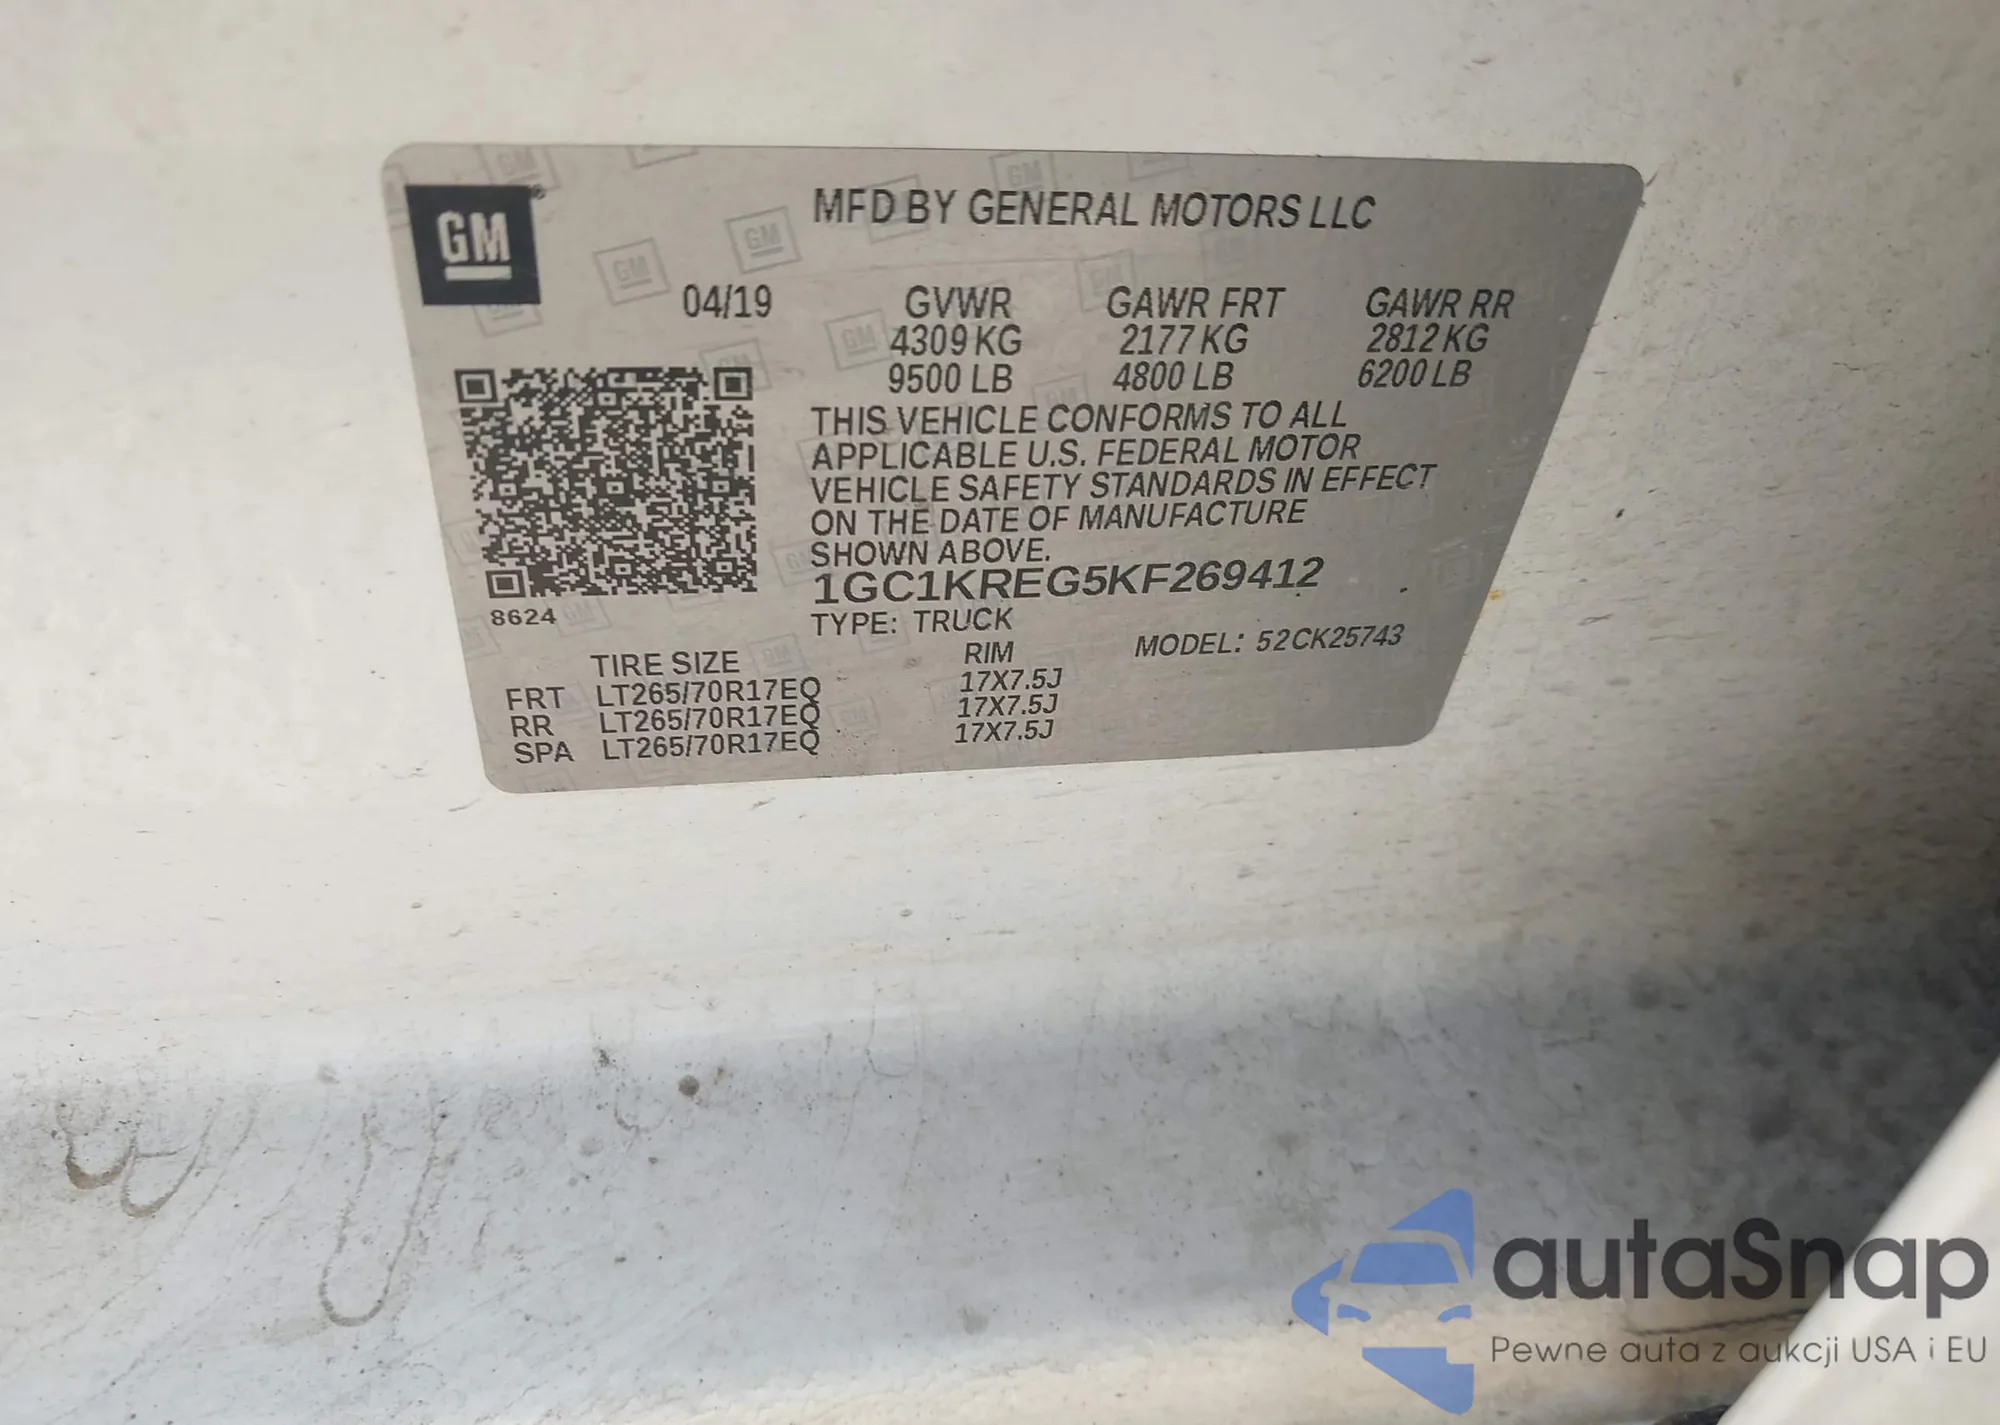 GM
MFD BY GENERAL MOTORS LLC
04/19 GVWR GAWR FRT GAWR RR
4309 KG 2177 KG 2812 KG
9500 LB 4800 LB 6200 LB
THIS VEHICLE CONFORMS TO ALL
APPLICABLE U.S. FEDERAL MOTOR
VEHICLE SAFETY STANDARDS IN EFFECT
ON THE DATE OF MANUFACTURE
SHOWN ABOVE.
1GC1KREG5KF269412
8624
TYPE: TRUCK
MODEL: 52CK25743
TIRE SIZE RIM
FRT LT265/70R17EQ 17X7.5J
RR LT265/70R17EQ 17X7.5J
SPA LT265/70R17EQ 17X7.5J
autaSnap
Pewne auta z aukcji USA i EU